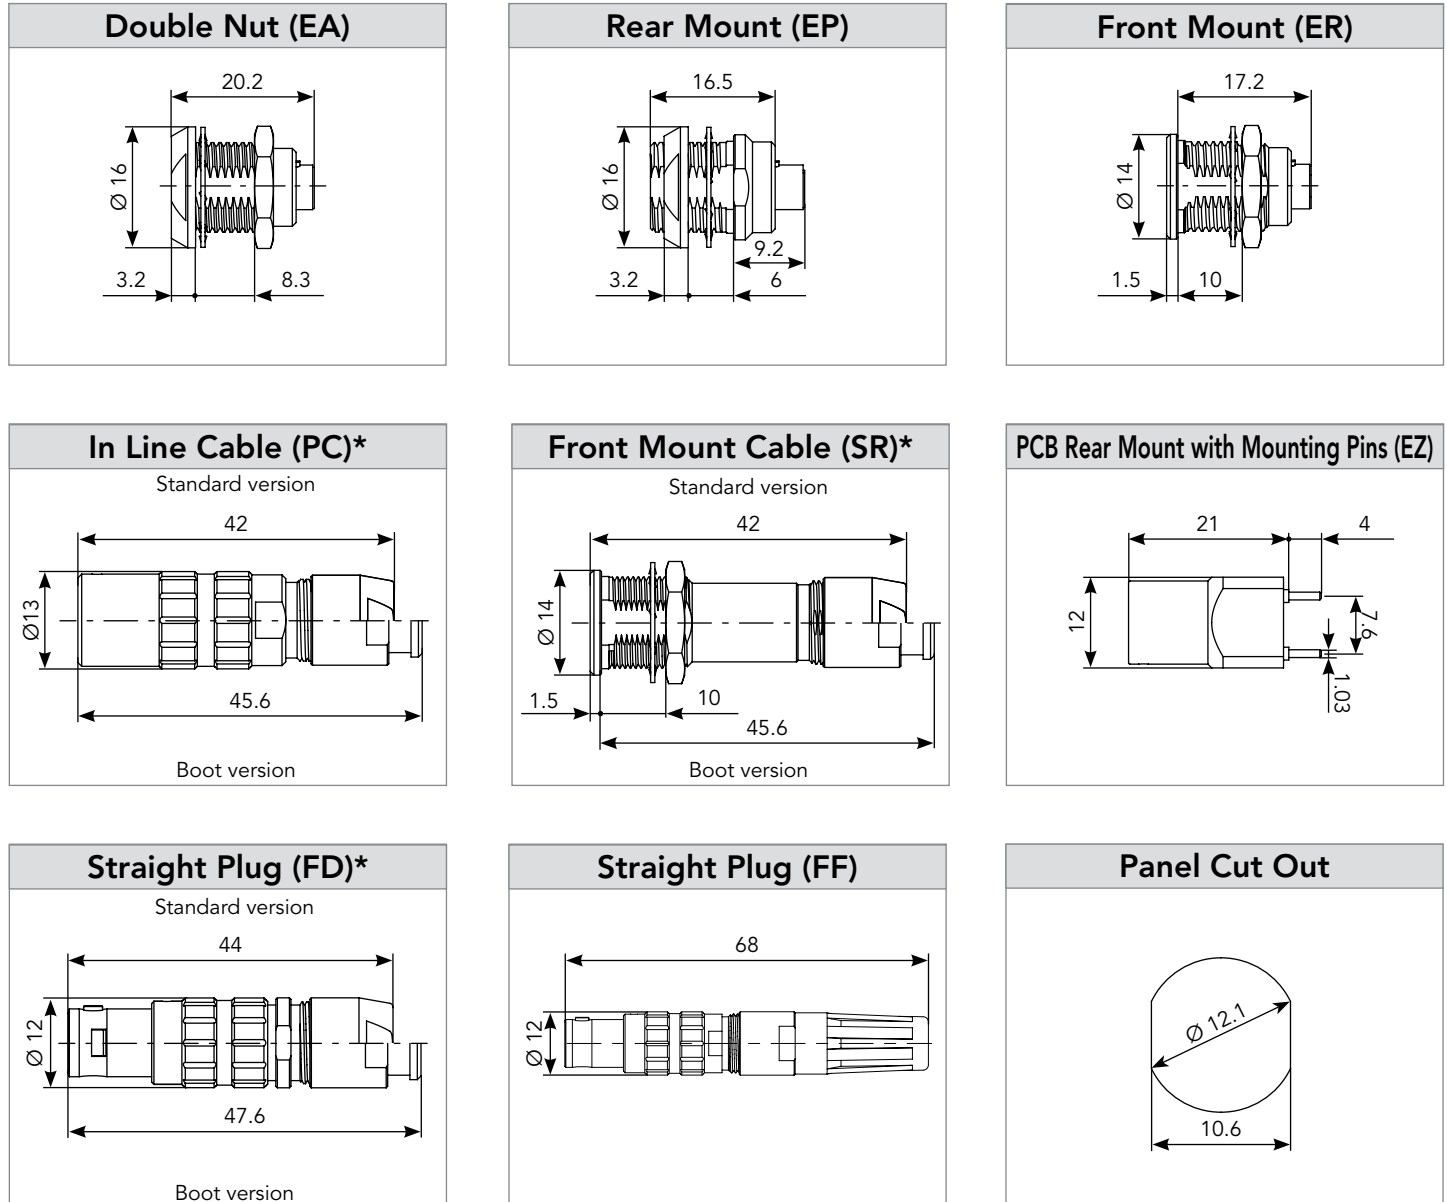 Double Nut (EA)
20.2
Ø 16
3.2
8.3
Rear Mount (EP)
16.5
Ø 16
9.2
3.2
6
Front Mount (ER)
17.2
Ø 14
1.5
10
In Line Cable (PC)*
Standard version
42
Ø13
45.6
Boot version
Front Mount Cable (SR)*
Standard version
42
Ø 14
1.5
10
45.6
Boot version
PCB Rear Mount with Mounting Pins (EZ)
21
4
12
7.6
1.03
Straight Plug (FD)*
Standard version
44
Ø 12
47.6
Boot version
Straight Plug (FF)
68
Ø 12
Panel Cut Out
Ø 12.1
10.6